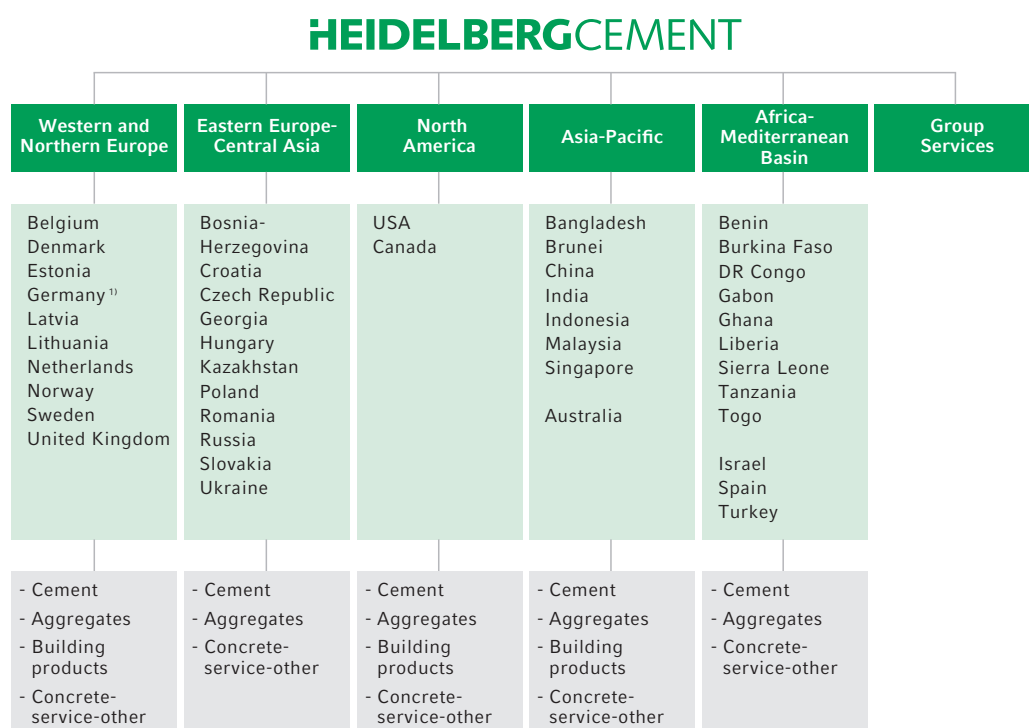 HEIDELBERGCEMENT
Western and
Northern Europe
Eastern Europe-
Central Asia
North
America
Asia-Pacific
Africa-
Mediterranean
Basin
Group
Services
Belgium
Denmark
Estonia
Germany 1)
Latvia
Lithuania
Netherlands
Norway
Sweden
United Kingdom
Bosnia-
Herzegovina
Croatia
Czech Republic
Georgia
Hungary
Kazakhstan
Poland
Romania
Russia
Slovakia
Ukraine
USA
Canada
Bangladesh
Brunei
China
India
Indonesia
Malaysia
Singapore
Australia
Benin
Burkina Faso
DR Congo
Gabon
Ghana
Liberia
Sierra Leone
Tanzania
Togo
Israel
Spain
Turkey
- Cement
- Aggregates
- Building
products
- Concrete-
service-other
- Cement
- Aggregates
- Concrete-
service-other
- Cement
- Aggregates
- Building
products
- Concrete-
service-other
- Cement
- Aggregates
- Building
products
- Concrete-
service-other
- Cement
- Aggregates
- Concrete-
service-other